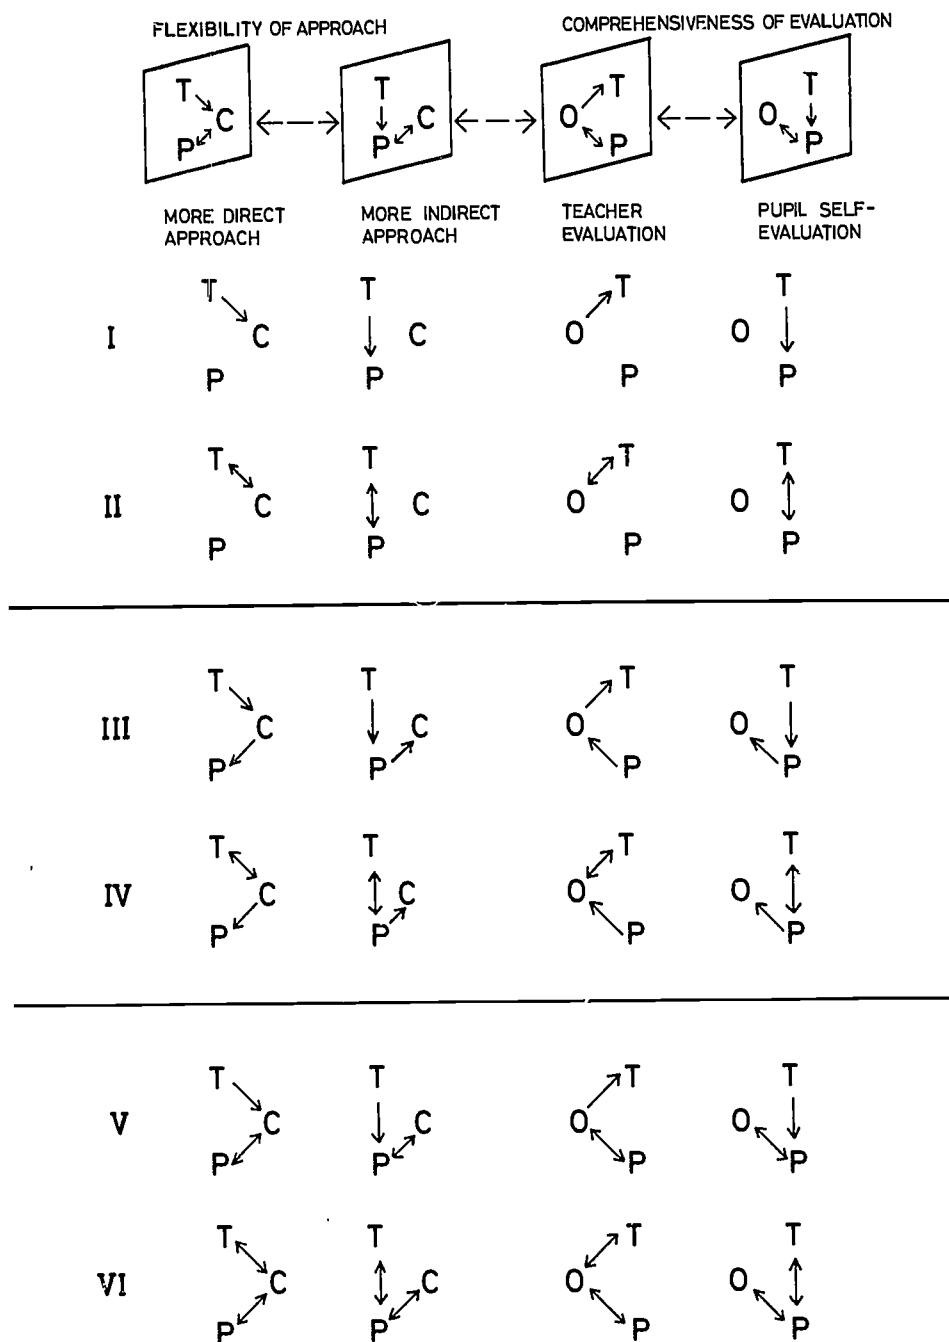 FLEXIBILITY OF APPROACH COMPREHENSIVENESS OF EVALUATION
T T T T
C C O O
P P P P
MORE DIRECT APPROACH
MORE INDIRECT APPROACH
TEACHER EVALUATION
PUPIL SELF-EVALUATION
T T T T
I C C O O
P P P P
T T T T
II C C O O
P P P P
T T T T
III C C O O
P P P P
T T T T
IV C C O O
P P P P
T T T T
V C C O O
P P P P
T T T T
VI C C O O
P P P P